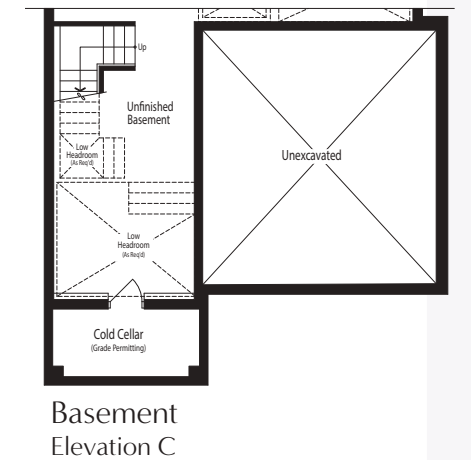 Up
Unfinished
Basement
Low
Headroom
(As Req'd)
Unexcavated
Low
Headroom
(As Req'd)
Cold Cellar
(Grade Permitting)
Basement
Elevation C